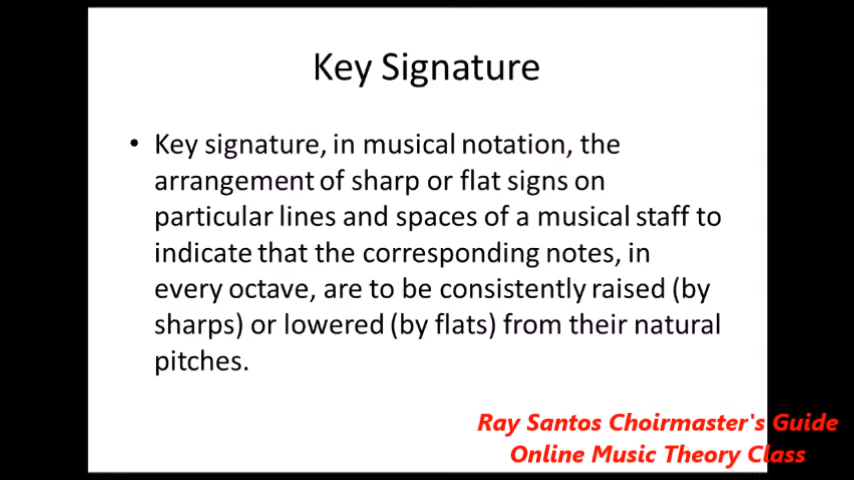 Key Signature
• Key signature, in musical notation, the
arrangement of sharp or flat signs on
particular lines and spaces of a musical staff to
indicate that the corresponding notes, in
every octave, are to be consistently raised (by
sharps) or lowered (by flats) from their natural
pitches.
Ray Santos Choirmaster's Guide
Online Music Theory Class